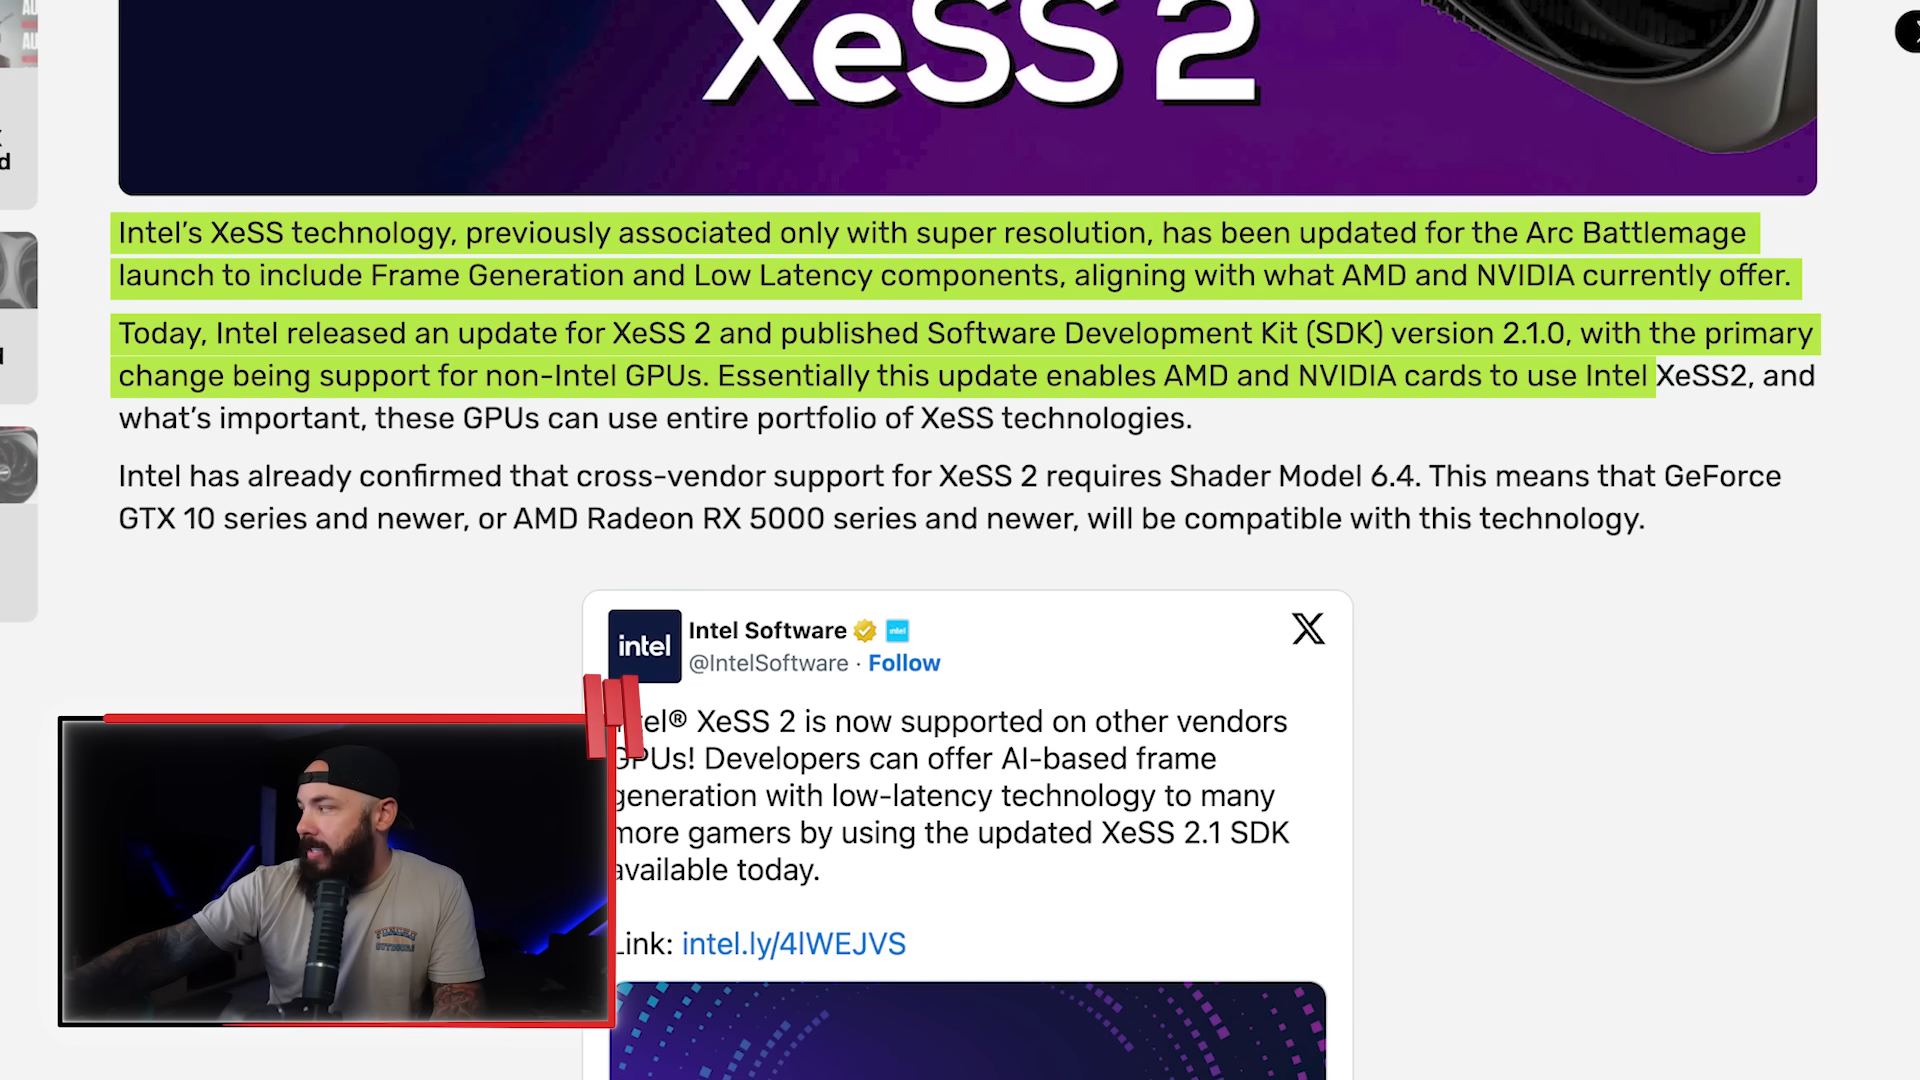 XeSS 2
AU
AU
d
Intel's XeSS technology, previously associated only with super resolution, has been updated for the Arc Battlemage
launch to include Frame Generation and Low Latency components, aligning with what AMD and NVIDIA currently offer.
Today, Intel released an update for XeSS 2 and published Software Development Kit (SDK) version 2.1.0, with the primary
change being support for non-Intel GPUs. Essentially this update enables AMD and NVIDIA cards to use Intel XeSS2, and
what's important, these GPUs can use entire portfolio of XeSS technologies.
Intel has already confirmed that cross-vendor support for XeSS 2 requires Shader Model 6.4. This means that GeForce
GTX 10 series and newer, or AMD Radeon RX 5000 series and newer, will be compatible with this technology.
intel
Intel Software intel
@IntelSoftware · Follow
tel® XeSS 2 is now supported on other vendors
GPUs! Developers can offer AI-based frame
generation with low-latency technology to many
more gamers by using the updated XeSS 2.1 SDK
available today.
Link: intel.ly/4lWEJVS
OUTDOORS